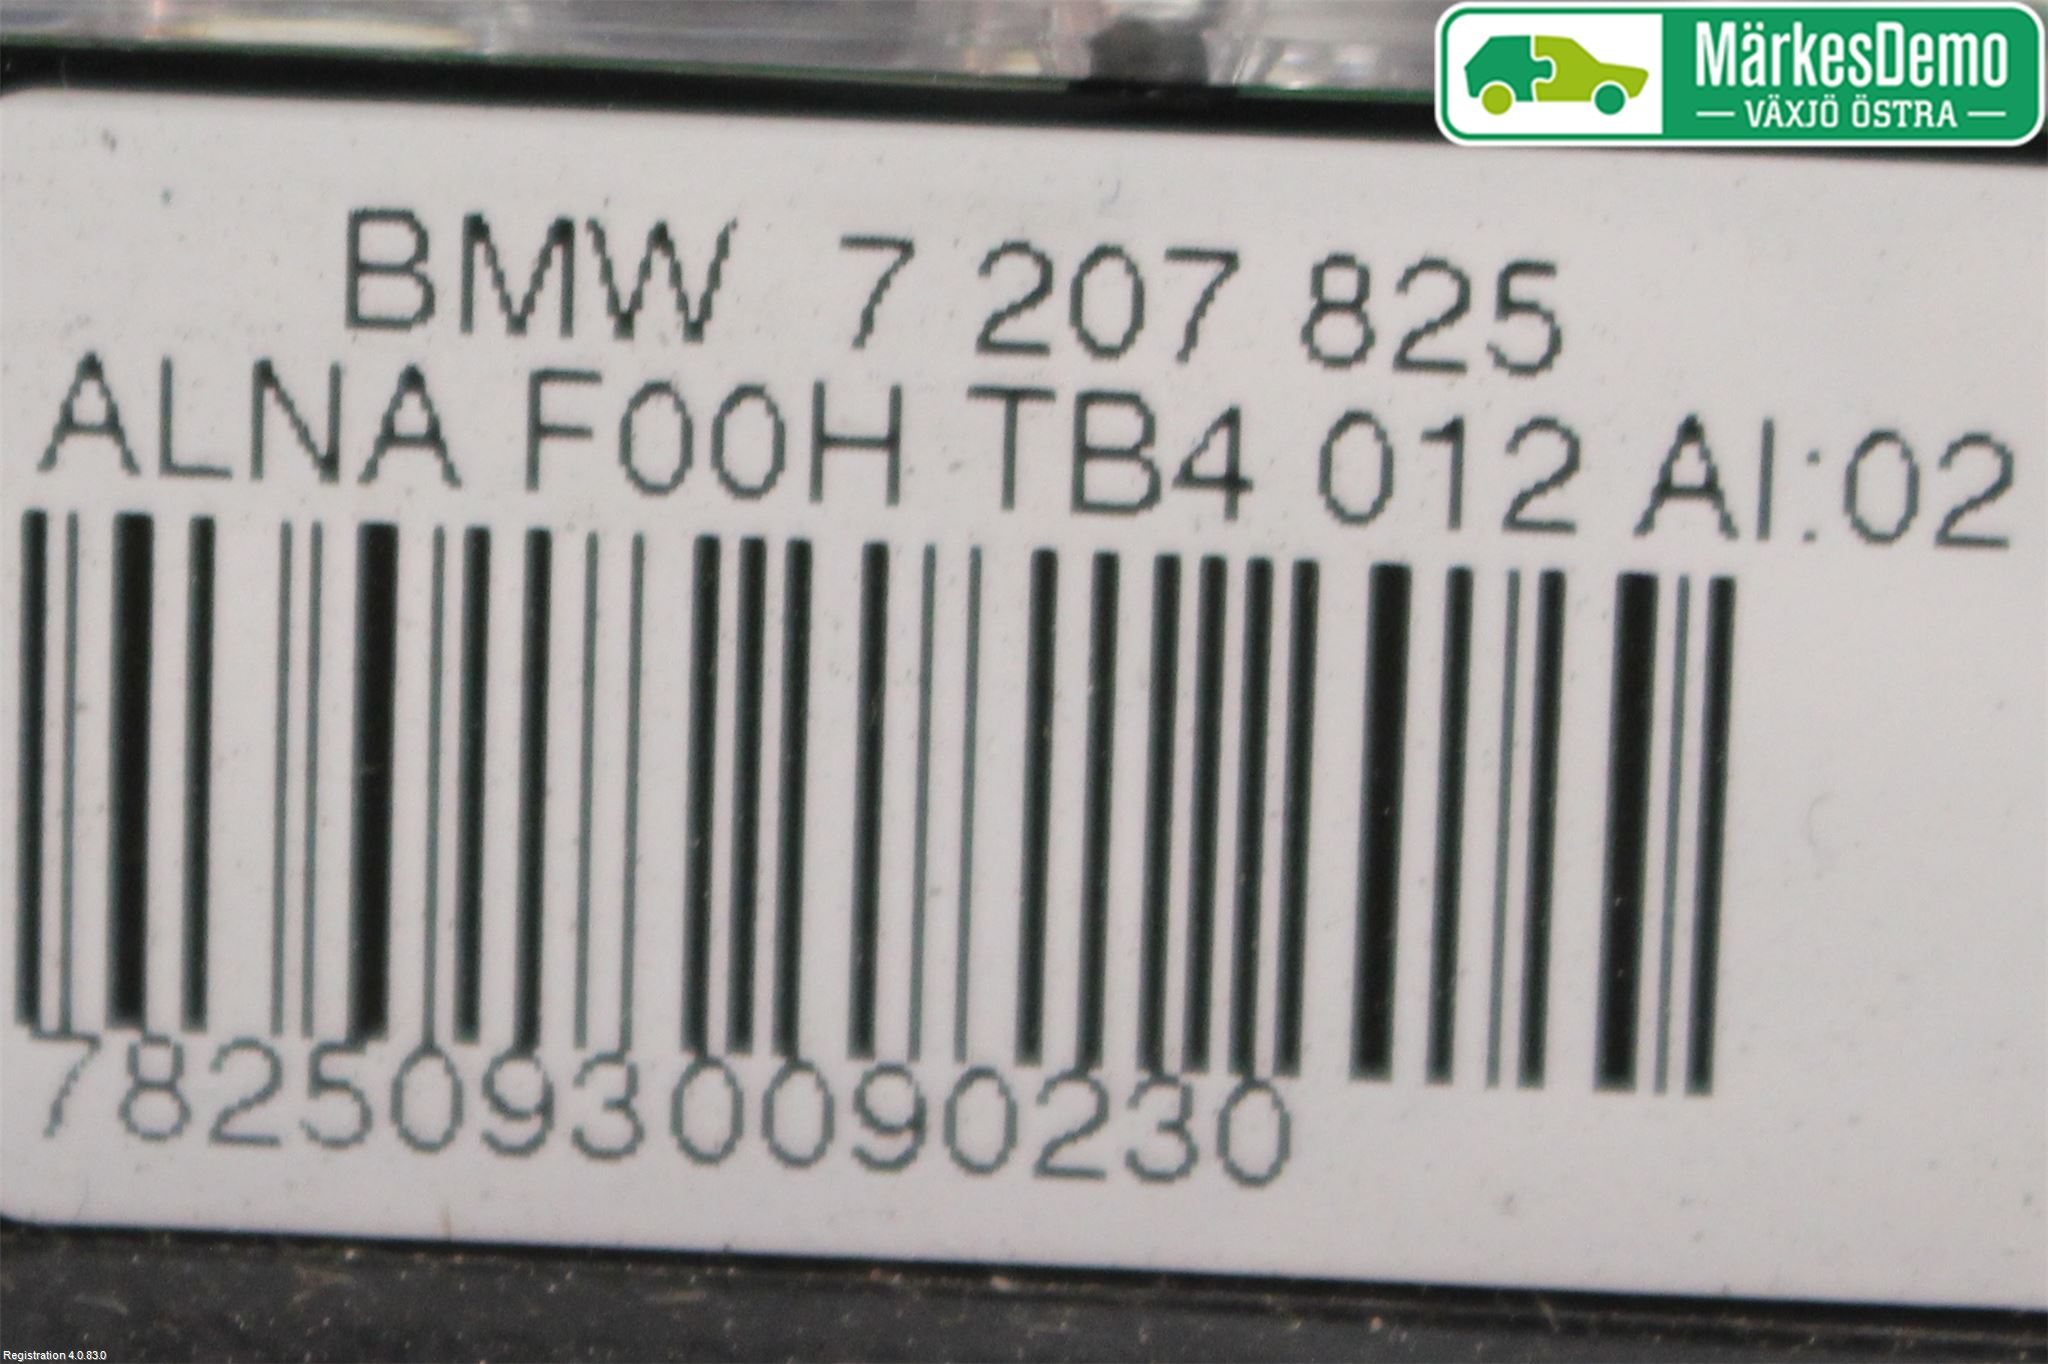 MärkesDemo
VÄXJÖ ÖSTRA
BMW 7 207 825
ALNA F00H TB4 012 AI:02
78250930090230
Registration 4.0.83.0